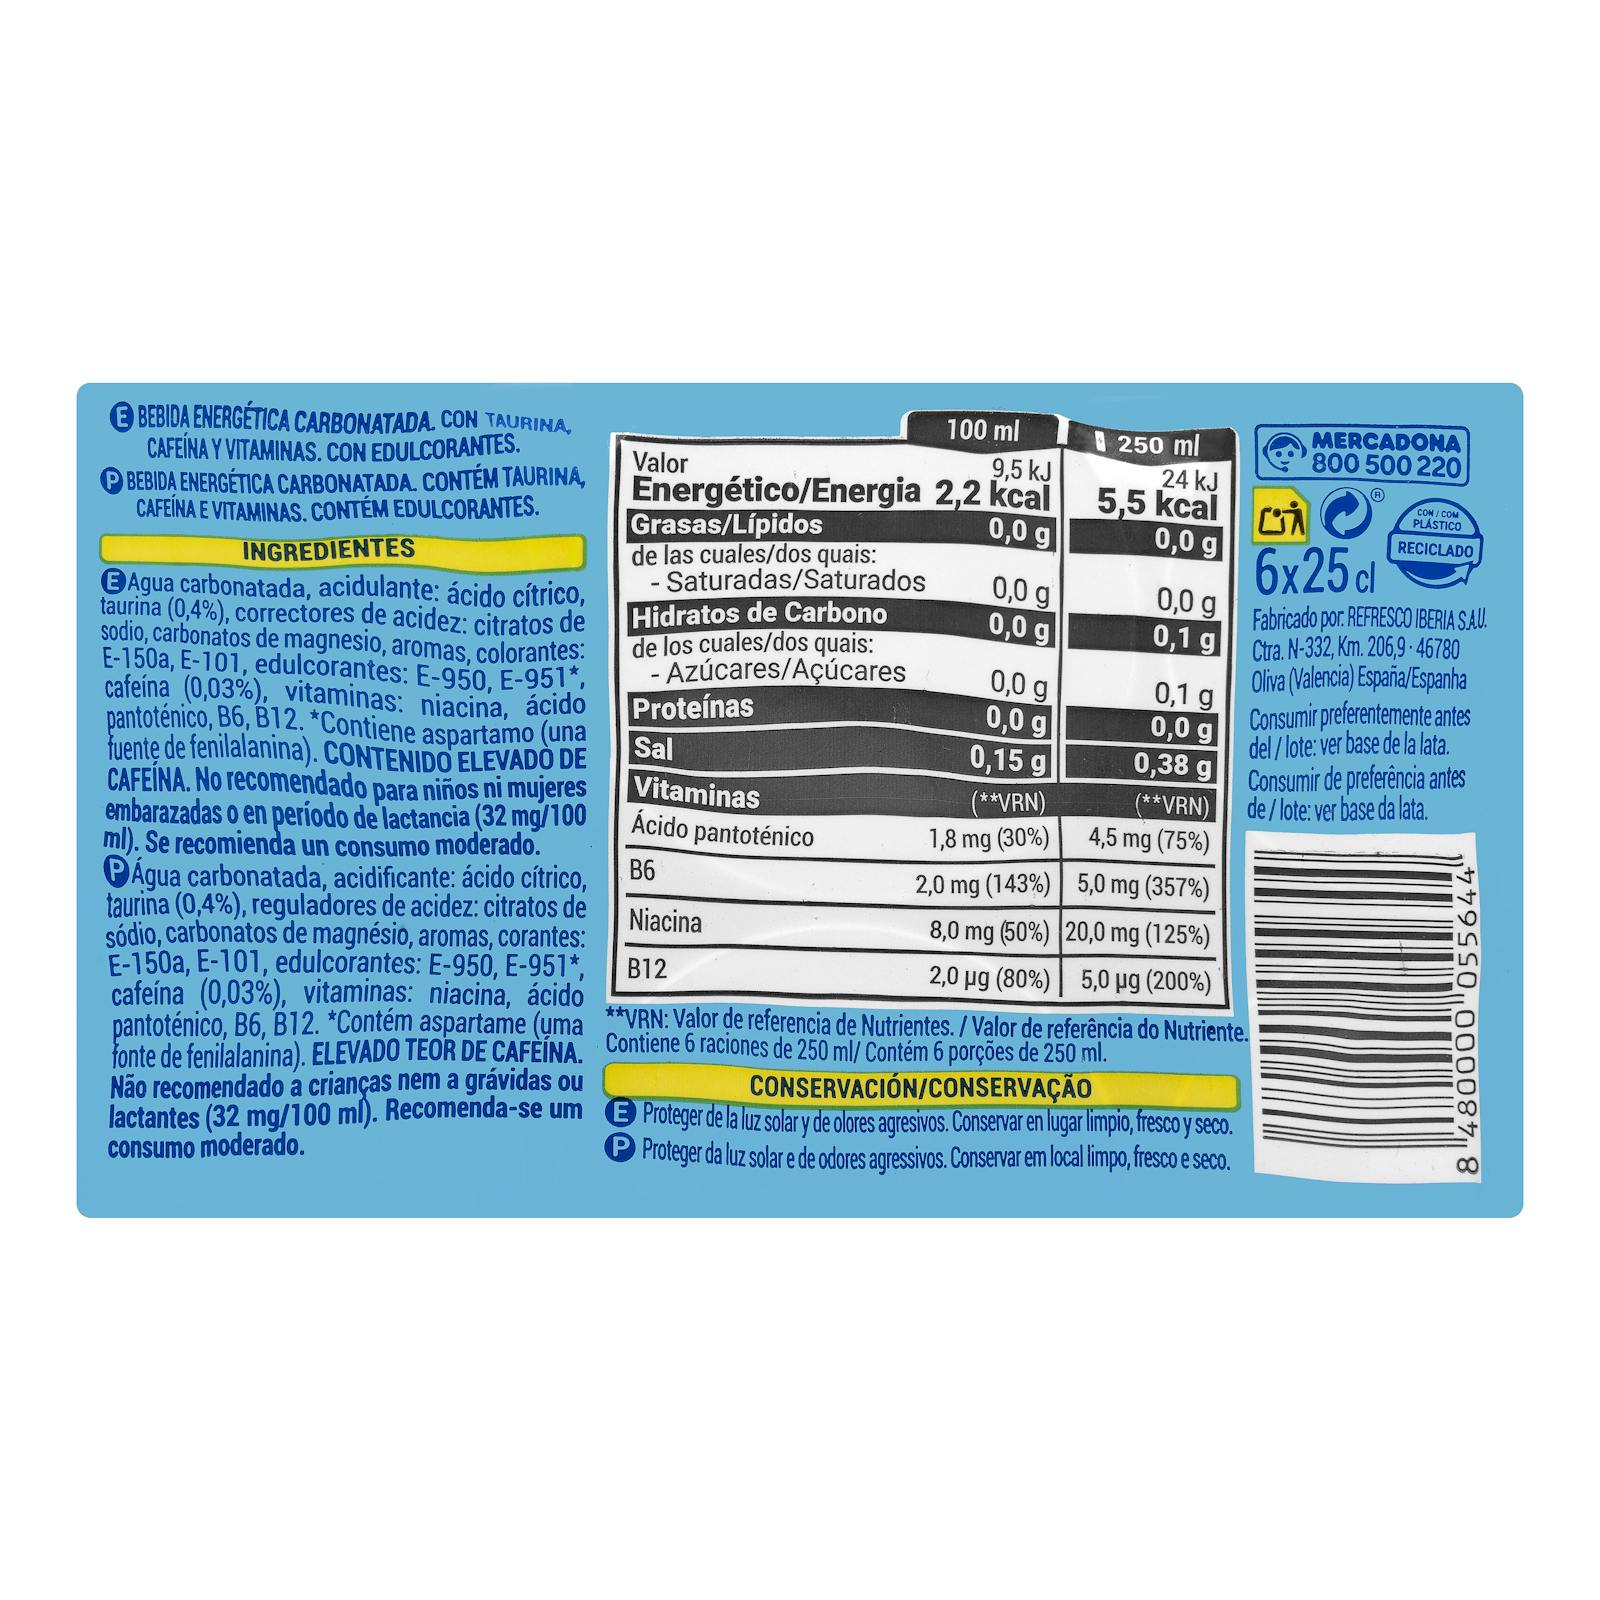 E BEBIDA ENERGÉTICA CARBONATADA. CON TAURINA,
CAFEÍNA Y VITAMINAS. CON EDULCORANTES.
P BEBIDA ENERGÉTICA CARBONATADA. CONTÉM TAURINA,
CAFEÍNA E VITAMINAS. CONTÉM EDULCORANTES.
INGREDIENTES
E Agua carbonatada, acidulante: ácido cítrico,
taurina (0,4%), correctores de acidez: citratos de
sodio, carbonatos de magnesio, aromas, colorantes:
E-150a, E-101, edulcorantes: E-950, E-951*,
cafeína (0,03%), vitaminas: niacina, ácido
pantoténico, B6, B12. *Contiene aspartamo (una
fuente de fenilalanina). CONTENIDO ELEVADO DE
CAFEÍNA. No recomendado para niños ni mujeres
embarazadas o en período de lactancia (32 mg/100
ml). Se recomienda un consumo moderado.
P Água carbonatada, acidificante: ácido cítrico,
taurina (0,4%), reguladores de acidez: citratos de
sódio, carbonatos de magnésio, aromas, corantes:
E-150a, E-101, edulcorantes: E-950, E-951*,
cafeína (0,03%), vitaminas: niacina, ácido
pantoténico, B6, B12. *Contém aspartame (uma
fonte de fenilalanina). ELEVADO TEOR DE CAFEÍNA.
Não recomendado a crianças nem a grávidas ou
lactantes (32 mg/100 ml). Recomenda-se um
consumo moderado.
100 ml 250 ml
Valor 9,5 kJ 24 kJ
Energético/Energia 2,2 kcal 5,5 kcal
Grasas/Lípidos 0,0 g 0,0 g
de las cuales/dos quais:
- Saturadas/Saturados 0,0 g 0,0 g
Hidratos de Carbono 0,0 g 0,1 g
de los cuales/dos quais:
- Azúcares/Açúcares 0,0 g 0,1 g
Proteínas 0,0 g 0,0 g
Sal 0,15 g 0,38 g
Vitaminas (**VRN) (**VRN)
Ácido pantoténico 1,8 mg (30%) 4,5 mg (75%)
B6 2,0 mg (143%) 5,0 mg (357%)
Niacina 8,0 mg (50%) 20,0 mg (125%)
B12 2,0 µg (80%) 5,0 µg (200%)
**VRN: Valor de referencia de Nutrientes. / Valor de referência do Nutriente.
Contiene 6 raciones de 250 ml/ Contém 6 porções de 250 ml.
CONSERVACIÓN/CONSERVAÇÃO
E Proteger de la luz solar y de olores agresivos. Conservar en lugar limpio, fresco y seco.
P Proteger da luz solar e de odores agressivos. Conservar em local limpo, fresco e seco.
MERCADONA
800 500 220
®
CON / COM
PLÁSTICO
RECICLADO
6x25 cl
Fabricado por: REFRESCO IBERIA S.A.U.
Ctra. N-332, Km. 206,9 · 46780
Oliva (Valencia) España/Espanha
Consumir preferentemente antes
del / lote: ver base de la lata.
Consumir de preferência antes
de / lote: ver base da lata.
8 480000 055644